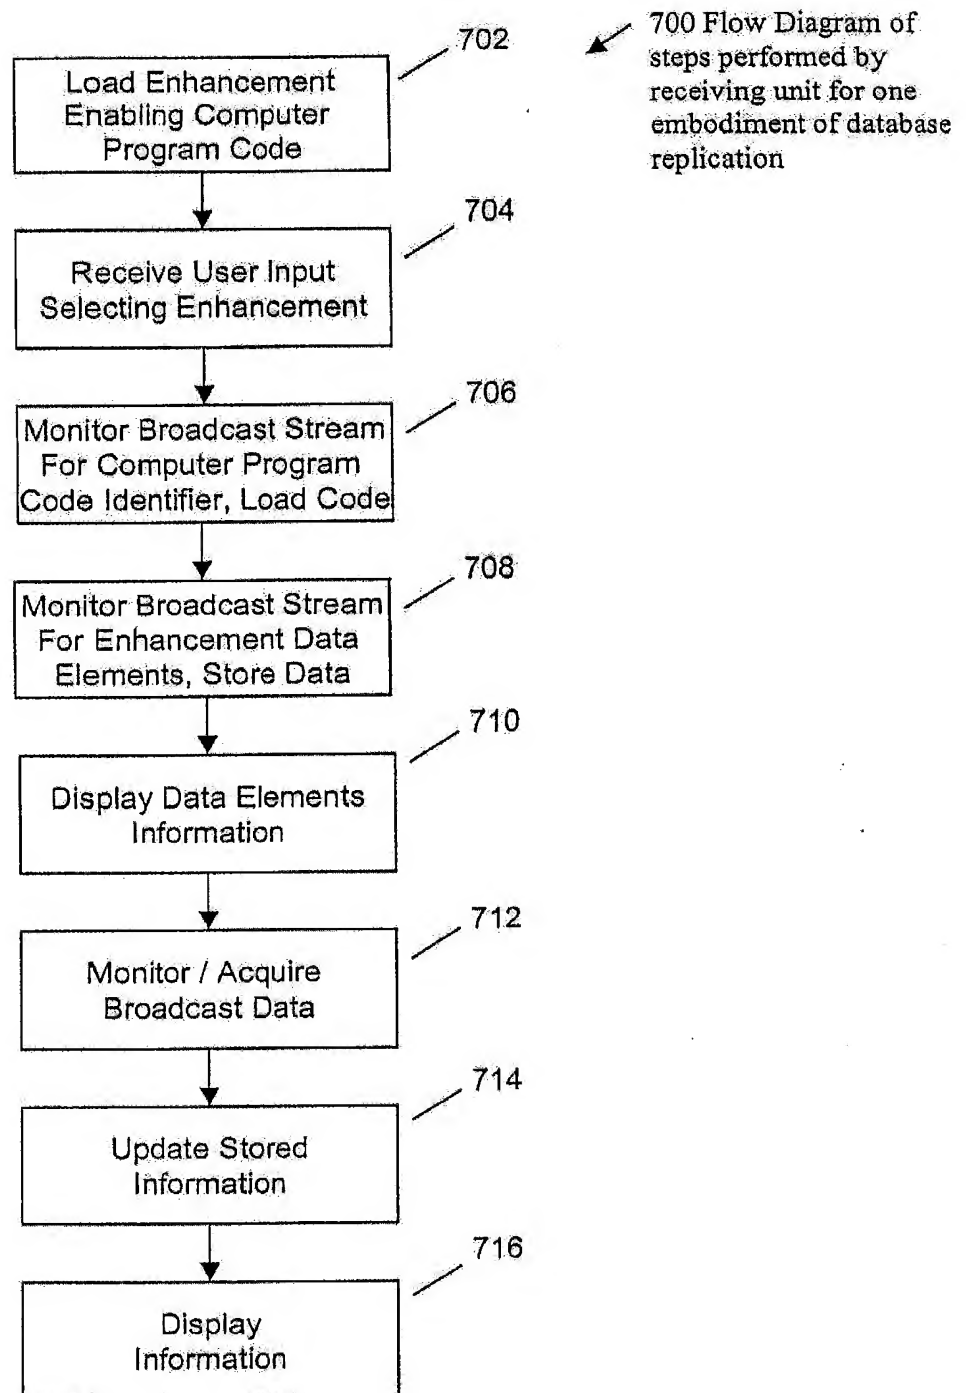 702
700 Flow Diagram of
steps performed by
receiving unit for one
embodiment of database
replication
Load Enhancement
Enabling Computer
Program Code
704
Receive User Input
Selecting Enhancement
706
Monitor Broadcast Stream
For Computer Program
Code Identifier, Load Code
708
Monitor Broadcast Stream
For Enhancement Data
Elements, Store Data
710
Display Data Elements
Information
712
Monitor / Acquire
Broadcast Data
714
Update Stored
Information
716
Display
Information